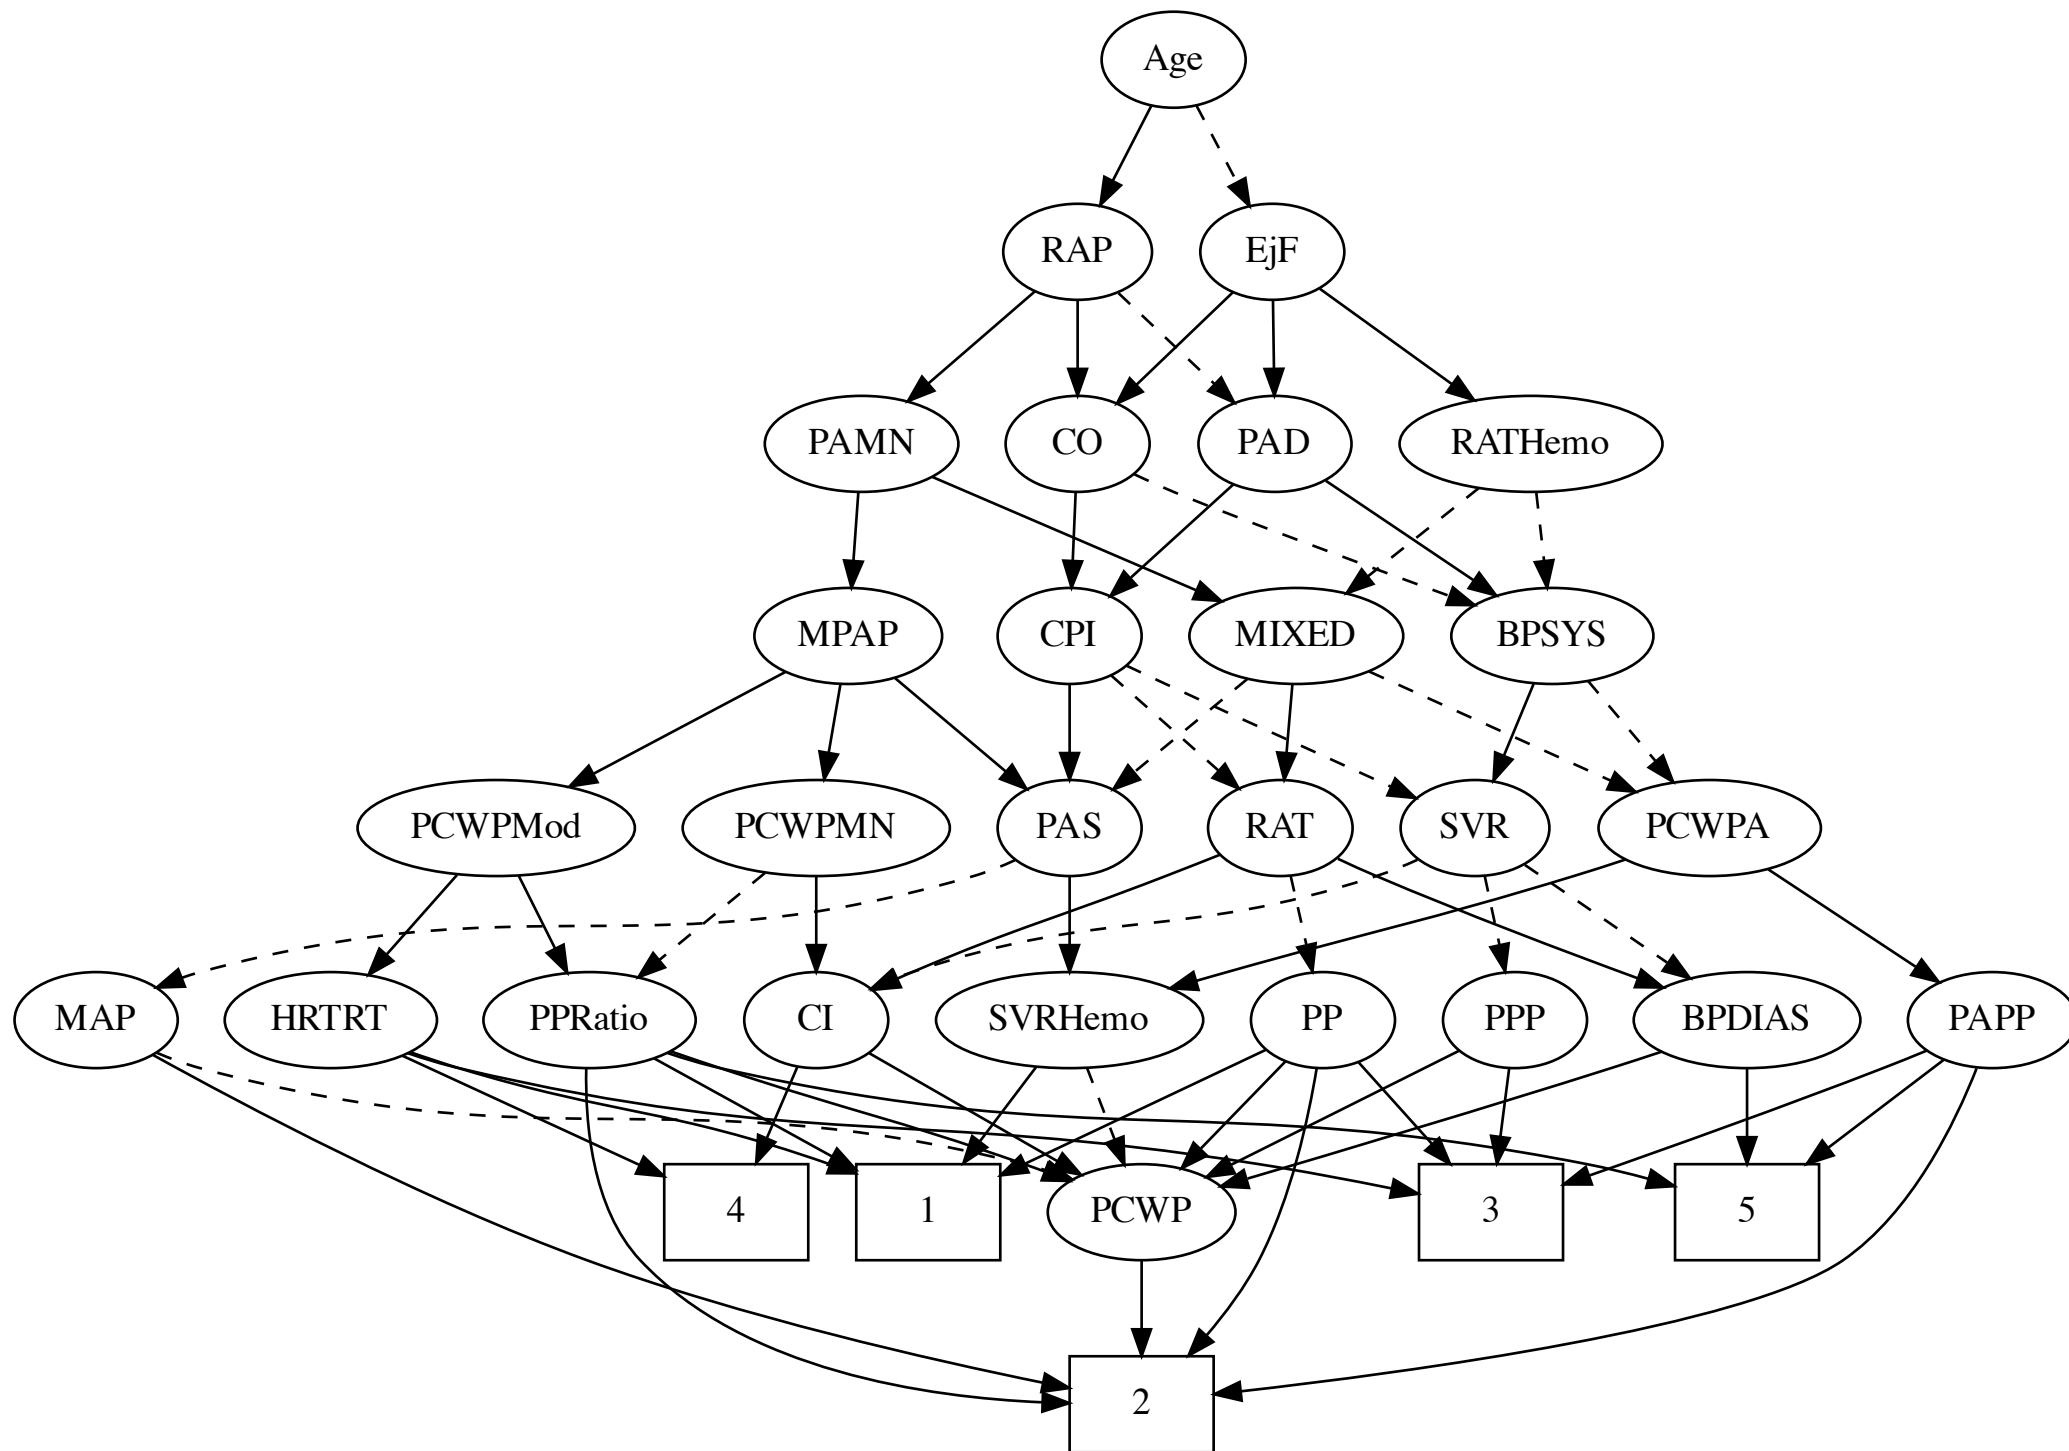 Age
RAP
EjF
PAMN
CO
PAD
RATHemo
MPAP
CPI
MIXED
BPSYS
PCWPMod
PCWPMN
PAS
RAT
SVR
PCWPA
MAP
HRTRT
PPRatio
CI
SVRHemo
PP
PPP
BPDIAS
PAPP
4
1
PCWP
3
5
2